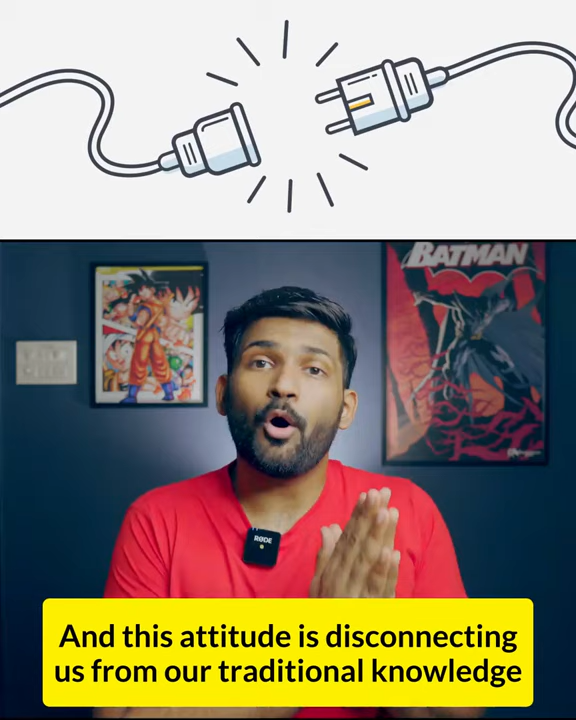 BATMAN
RØDE
And this attitude is disconnecting
us from our traditional knowledge